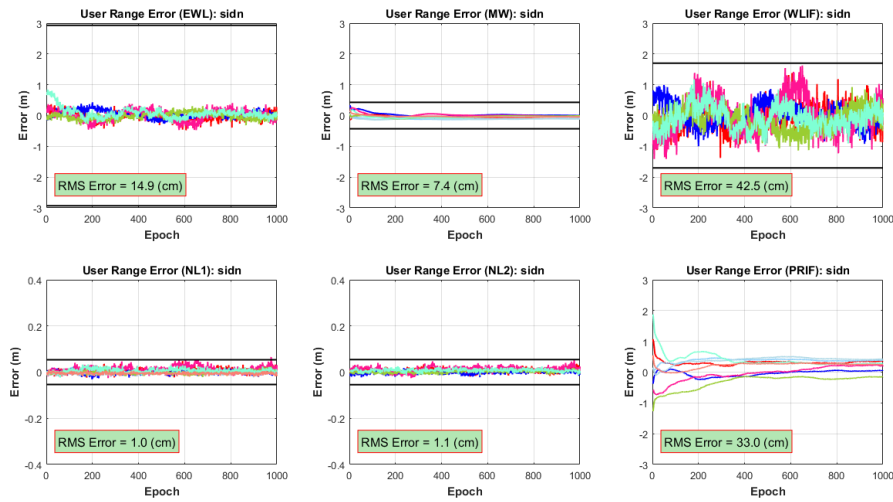 User Range Error (EWL): sidn
3
2
1
0
-1
-2
-3
0 200 400 600 800 1000
Error (m)
Epoch
RMS Error = 14.9 (cm)
User Range Error (MW): sidn
3
2
1
0
-1
-2
-3
0 200 400 600 800 1000
Error (m)
Epoch
RMS Error = 7.4 (cm)
User Range Error (WLIF): sidn
3
2
1
0
-1
-2
-3
0 200 400 600 800 1000
Error (m)
Epoch
RMS Error = 42.5 (cm)
User Range Error (NL1): sidn
0.4
0.2
0
-0.2
-0.4
0 200 400 600 800 1000
Error (m)
Epoch
RMS Error = 1.0 (cm)
User Range Error (NL2): sidn
0.4
0.2
0
-0.2
-0.4
0 200 400 600 800 1000
Error (m)
Epoch
RMS Error = 1.1 (cm)
User Range Error (PRIF): sidn
3
2
1
0
-1
-2
-3
0 200 400 600 800 1000
Error (m)
Epoch
RMS Error = 33.0 (cm)